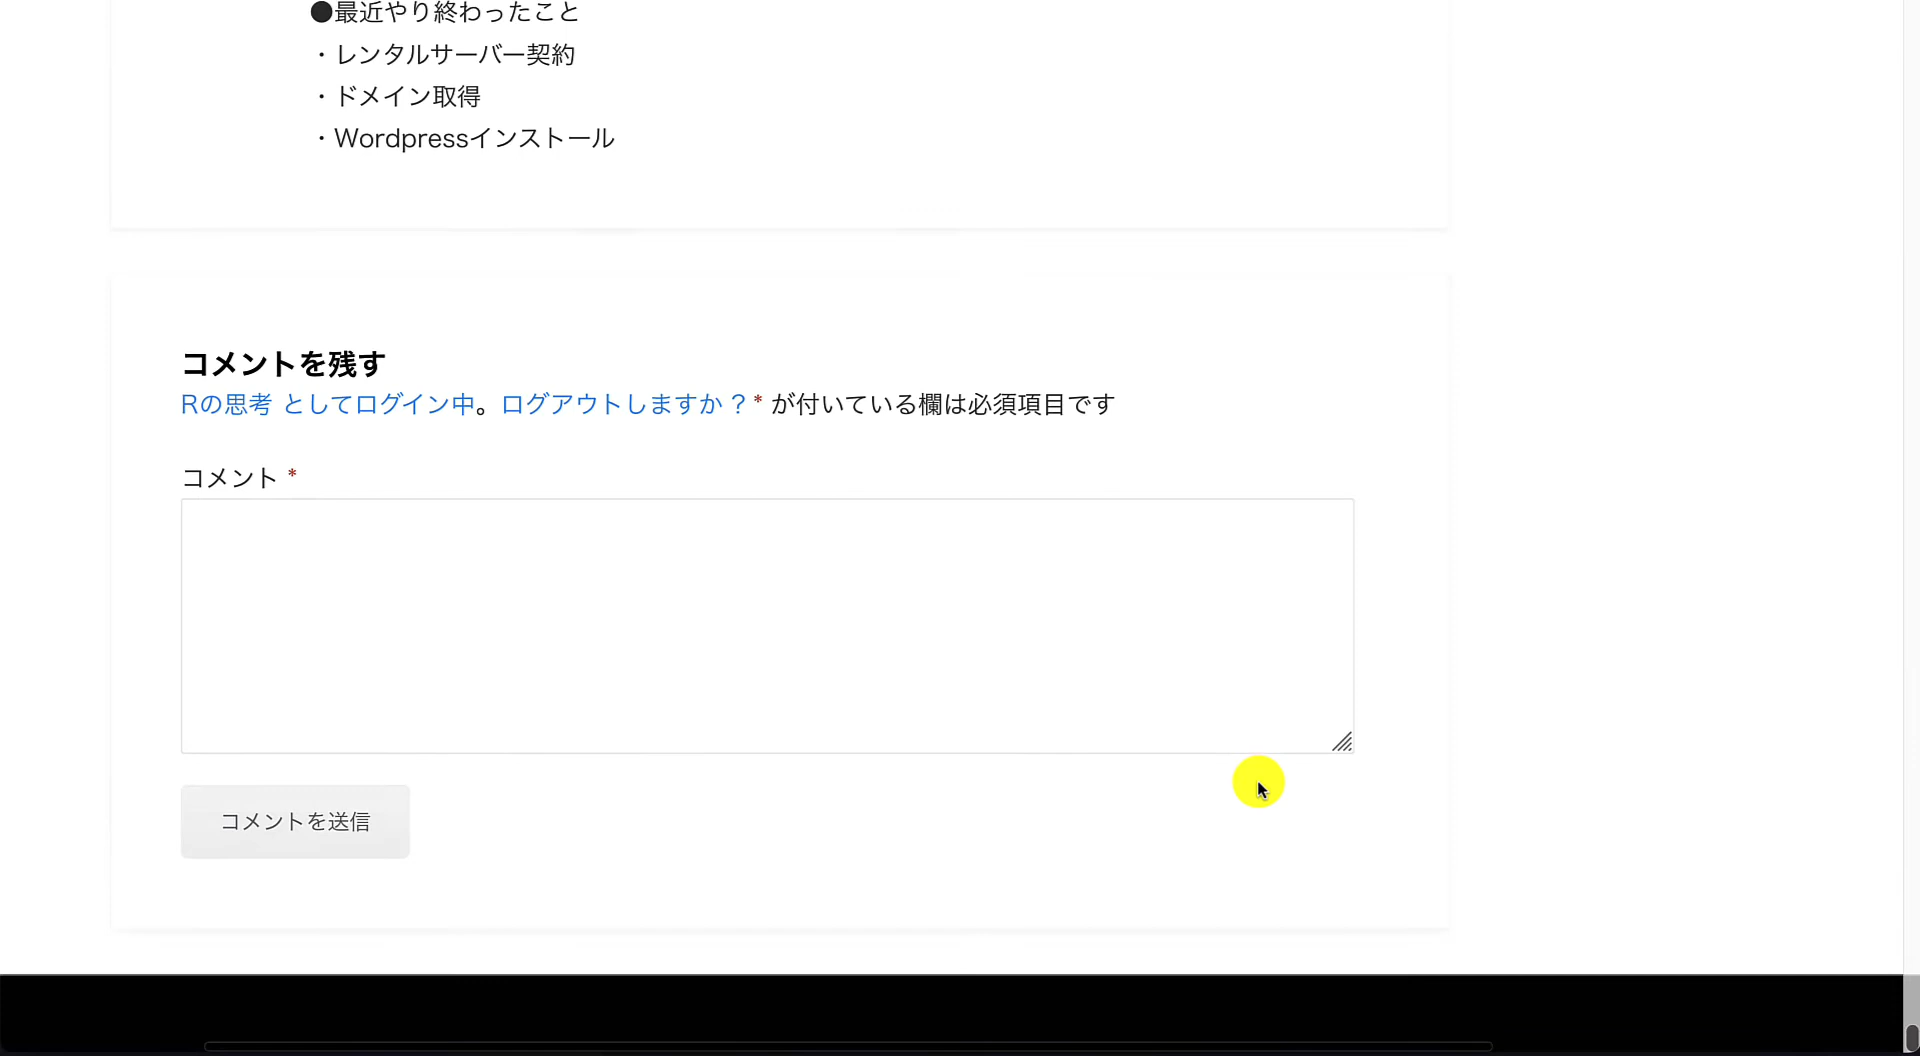 ●最近やり終わったこと
・レンタルサーバー契約
・ドメイン取得
・Wordpressインストール
コメントを残す
Rの思考 としてログイン中。ログアウトしますか ? * が付いている欄は必須項目です
コメント *
コメントを送信